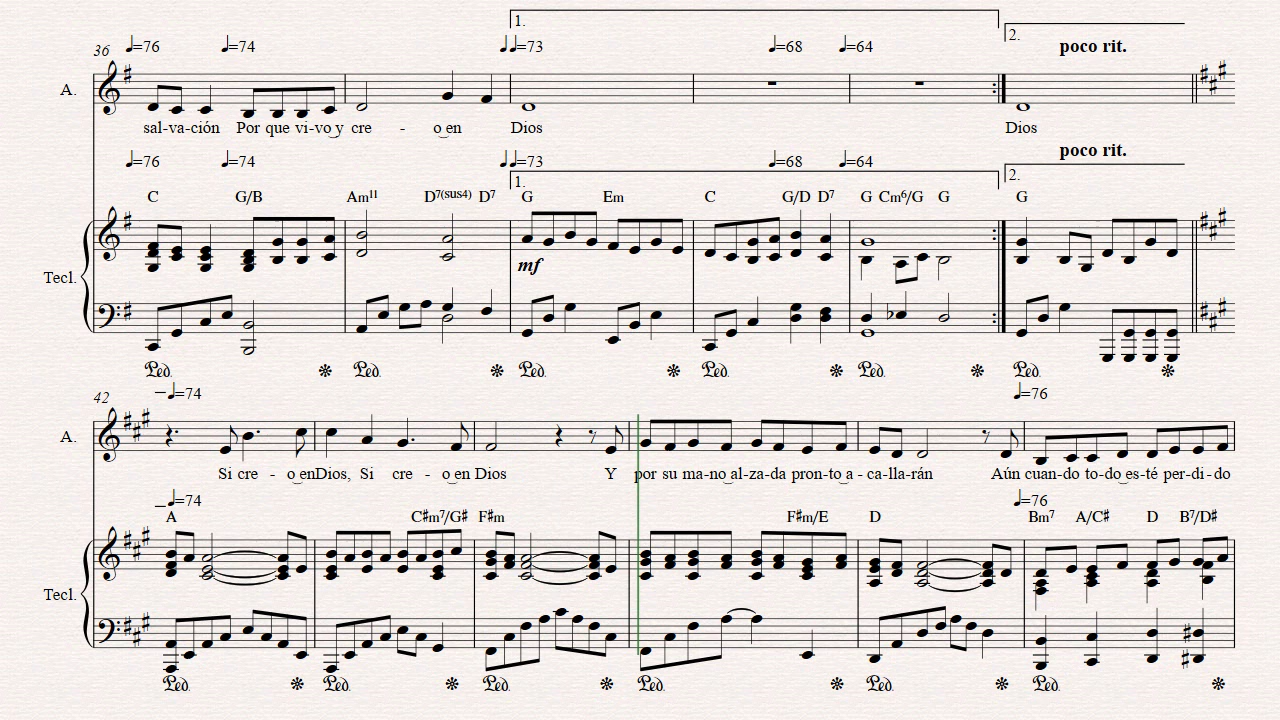 36 ♩=76 ♩=74 ♩♩=73 ♩=68 ♩=64 poco rit.
1. 2.
A.
sal-va-ción Por que vi-vo‿y cre - o‿en Dios Dios
♩=76 ♩=74 ♩♩=73 ♩=68 ♩=64 poco rit.
1. 2.
C G/B Am11 D7(sus4) D7 G Em C G/D D7 G Cm6/G G G
Tecl.
mf
Ped. * Ped. * Ped. * Ped. * Ped. * Ped. *
42 ♩=74 ♩=76
A.
Si cre - o‿en Dios, Si cre - o‿en Dios Y por su ma-no‿al-za-da pron-to‿a-ca-lla-rán Aún cuan-do to-do‿es-té per-di-do
♩=74 ♩=76
A C#m7/G# F#m F#m/E D Bm7 A/C# D B7/D#
Tecl.
Ped. * Ped. * Ped. * Ped. * Ped. * Ped. *